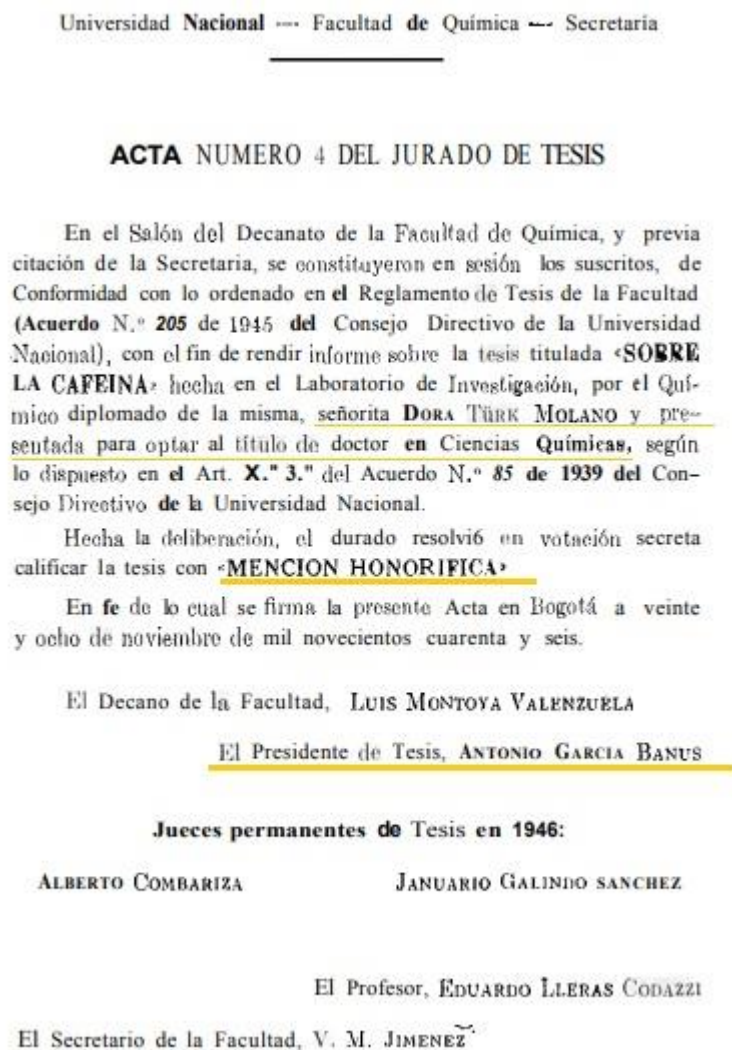 Universidad Nacional --- Facultad de Química --- Secretaria
ACTA NUMERO 4 DEL JURADO DE TESIS
En el Salón del Decanato de la Facultad de Química, y previa
citación de la Secretaria, se constituyeron en sesión los suscritos, de
Conformidad con lo ordenado en el Reglamento de Tesis de la Facultad
(Acuerdo N.º 205 de 1945 del Consejo Directivo de la Universidad
Nacional), con el fin de rendir informe sobre la tesis titulada «SOBRE
LA CAFEINA» hecha en el Laboratorio de Investigación, por el Quí-
mico diplomado de la misma, señorita DORA TÜRK MOLANO y pre-
sentada para optar al título de doctor en Ciencias Químicas, según
lo dispuesto en el Art. X." 3." del Acuerdo N.º 85 de 1939 del Con-
sejo Directivo de la Universidad Nacional.
Hecha la deliberación, el durado resolvi6 en votación secreta
calificar la tesis con «MENCION HONORIFICA»
En fe de lo cual se firma la presente Acta en Bogotá a veinte
y ocho de noviembre de mil novecientos cuarenta y seis.
El Decano de la Facultad, LUIS MONTOYA VALENZUELA
El Presidente de Tesis, ANTONIO GARCIA BANUS
Jueces permanentes de Tesis en 1946:
ALBERTO COMBARIZA JANUARIO GALINDO SANCHEZ
El Profesor, EDUARDO LLERAS CODAZZI
El Secretario de la Facultad, V. M. JIMENEZ